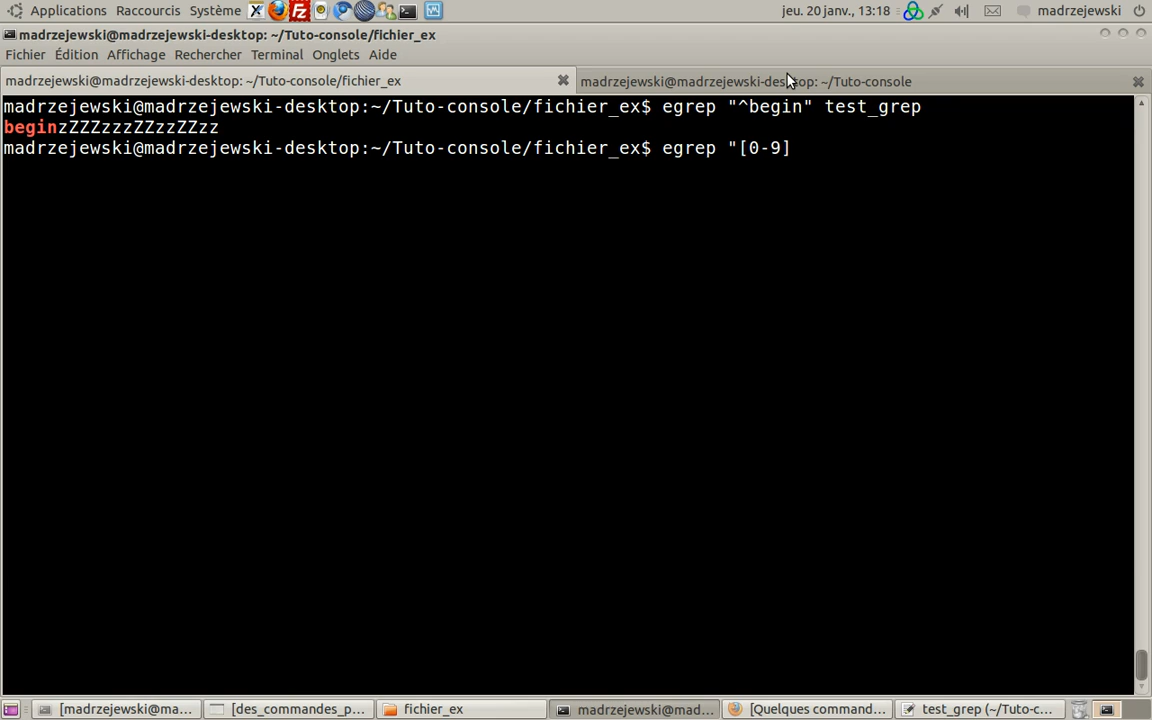 Applications Raccourcis Système jeu. 20 janv., 13:18 madrzejewski
madrzejewski@madrzejewski-desktop: ~/Tuto-console/fichier_ex
Fichier Édition Affichage Rechercher Terminal Onglets Aide
madrzejewski@madrzejewski-desktop: ~/Tuto-console/fichier_ex madrzejewski@madrzejewski-desktop: ~/Tuto-console
madrzejewski@madrzejewski-desktop:~/Tuto-console/fichier_ex$ egrep "^begin" test_grep
beginzZZZzzzZZzzZZzz
madrzejewski@madrzejewski-desktop:~/Tuto-console/fichier_ex$ egrep "[0-9]
[madrzejewski@ma... [des_commandes_p... fichier_ex madrzejewski@mad... [Quelques command... test_grep (~/Tuto-c...